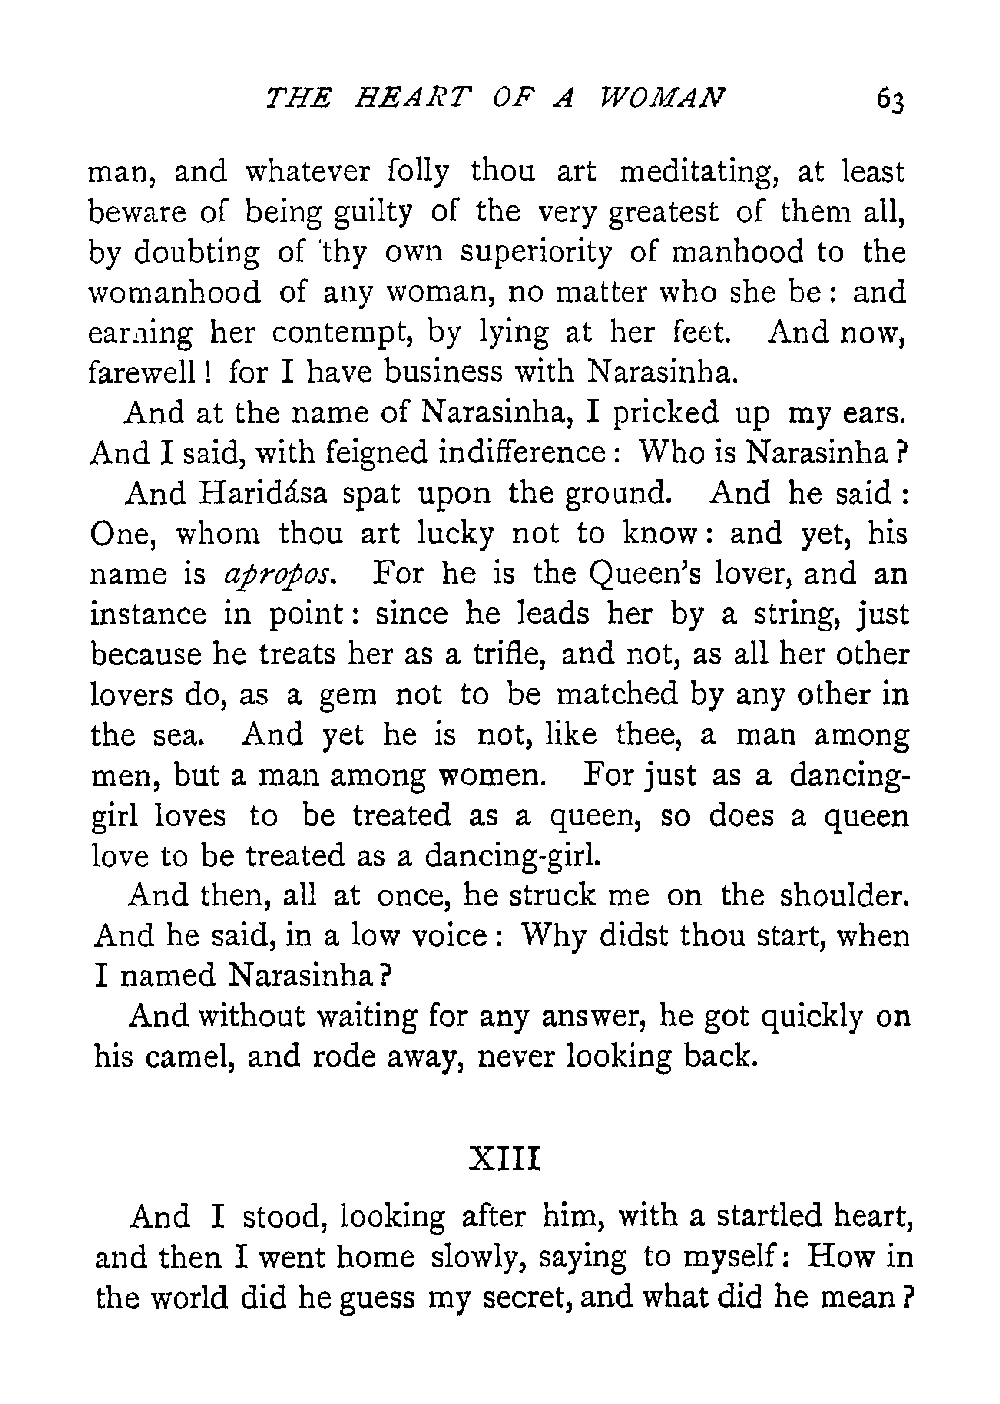 THE HEART OF A WOMAN 63
man, and whatever folly thou art meditating, at least
beware of being guilty of the very greatest of them all,
by doubting of thy own superiority of manhood to the
womanhood of any woman, no matter who she be : and
earning her contempt, by lying at her feet. And now,
farewell ! for I have business with Narasinha.
And at the name of Narasinha, I pricked up my ears.
And I said, with feigned indifference : Who is Narasinha ?
And Haridása spat upon the ground. And he said :
One, whom thou art lucky not to know : and yet, his
name is apropos. For he is the Queen's lover, and an
instance in point : since he leads her by a string, just
because he treats her as a trifle, and not, as all her other
lovers do, as a gem not to be matched by any other in
the sea. And yet he is not, like thee, a man among
men, but a man among women. For just as a dancing-
girl loves to be treated as a queen, so does a queen
love to be treated as a dancing-girl.
And then, all at once, he struck me on the shoulder.
And he said, in a low voice : Why didst thou start, when
I named Narasinha ?
And without waiting for any answer, he got quickly on
his camel, and rode away, never looking back.
XIII
And I stood, looking after him, with a startled heart,
and then I went home slowly, saying to myself : How in
the world did he guess my secret, and what did he mean ?